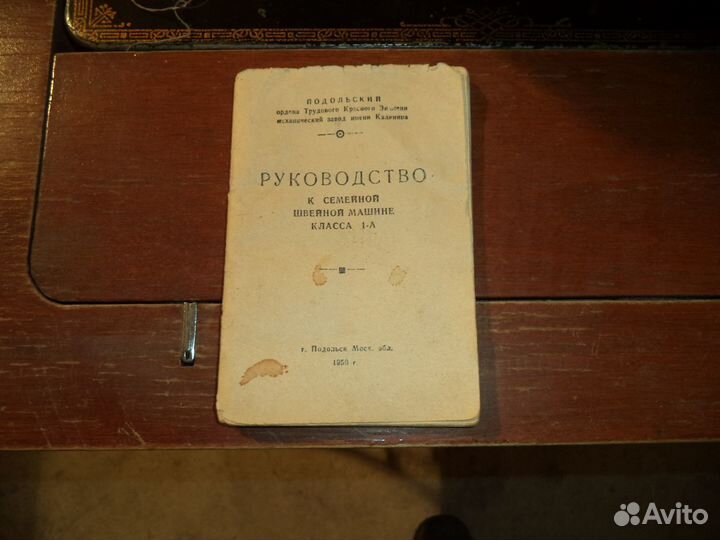 ПОДОЛЬСКИЙ
ордена Трудового Красного Знамени
механический завод имени Калинина
РУКОВОДСТВО
К СЕМЕЙНОЙ
ШВЕЙНОЙ МАШИНЕ
КЛАССА 1-А
г. Подольск Моск. обл.
1956 г.
Avito